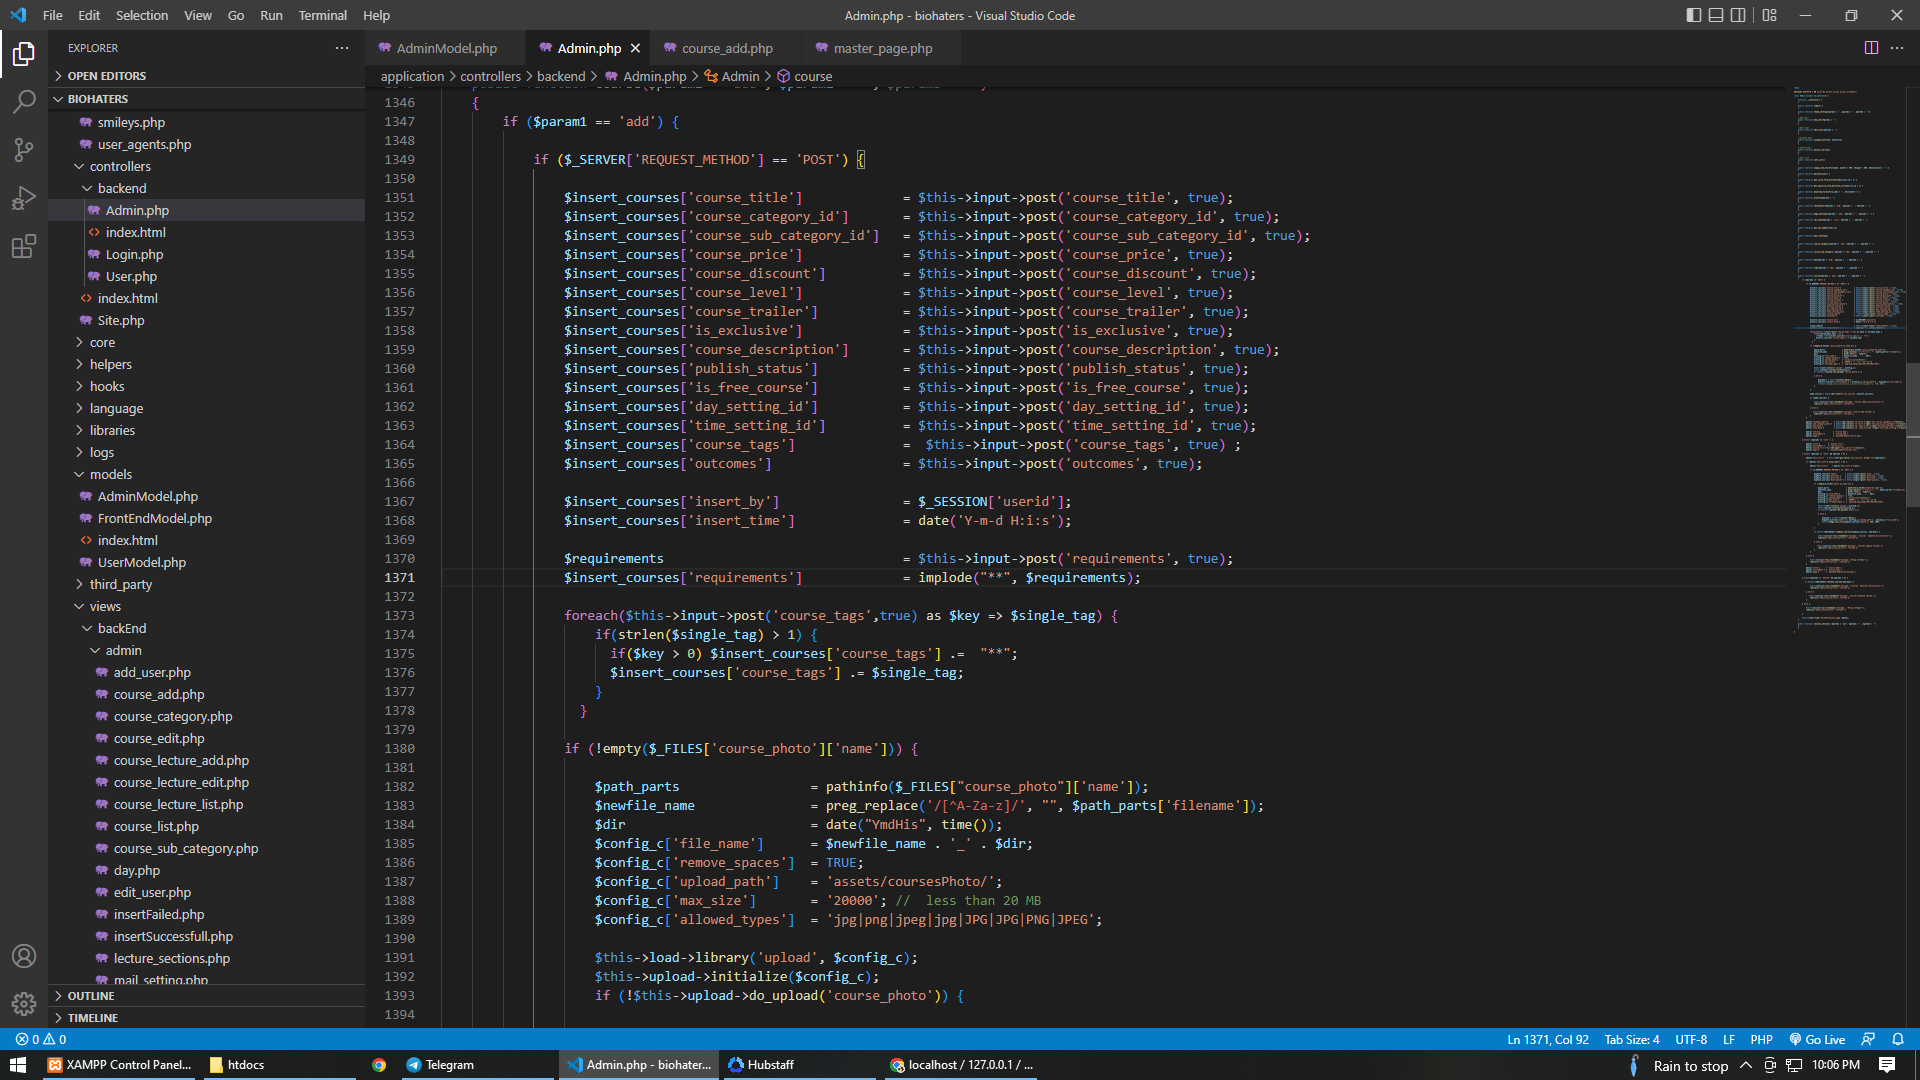 File Edit Selection View Go Run Terminal Help
Admin.php - biohaters - Visual Studio Code
EXPLORER
OPEN EDITORS
BIOHATERS
smileys.php
user_agents.php
controllers
backend
Admin.php
index.html
Login.php
User.php
index.html
Site.php
core
helpers
hooks
language
libraries
logs
models
AdminModel.php
FrontEndModel.php
index.html
UserModel.php
third_party
views
backEnd
admin
add_user.php
course_add.php
course_category.php
course_edit.php
course_lecture_add.php
course_lecture_edit.php
course_lecture_list.php
course_list.php
course_sub_category.php
day.php
edit_user.php
insertFailed.php
insertSuccessfull.php
lecture_sections.php
mail_setting.php
OUTLINE
TIMELINE
AdminModel.php Admin.php course_add.php master_page.php
application > controllers > backend > Admin.php > Admin > course
1346 {
1347 if ($param1 == 'add') {
1348
1349 if ($_SERVER['REQUEST_METHOD'] == 'POST') {
1350
1351 $insert_courses['course_title'] = $this->input->post('course_title', true);
1352 $insert_courses['course_category_id'] = $this->input->post('course_category_id', true);
1353 $insert_courses['course_sub_category_id'] = $this->input->post('course_sub_category_id', true);
1354 $insert_courses['course_price'] = $this->input->post('course_price', true);
1355 $insert_courses['course_discount'] = $this->input->post('course_discount', true);
1356 $insert_courses['course_level'] = $this->input->post('course_level', true);
1357 $insert_courses['course_trailer'] = $this->input->post('course_trailer', true);
1358 $insert_courses['is_exclusive'] = $this->input->post('is_exclusive', true);
1359 $insert_courses['course_description'] = $this->input->post('course_description', true);
1360 $insert_courses['publish_status'] = $this->input->post('publish_status', true);
1361 $insert_courses['is_free_course'] = $this->input->post('is_free_course', true);
1362 $insert_courses['day_setting_id'] = $this->input->post('day_setting_id', true);
1363 $insert_courses['time_setting_id'] = $this->input->post('time_setting_id', true);
1364 $insert_courses['course_tags'] = $this->input->post('course_tags', true) ;
1365 $insert_courses['outcomes'] = $this->input->post('outcomes', true);
1366
1367 $insert_courses['insert_by'] = $_SESSION['userid'];
1368 $insert_courses['insert_time'] = date('Y-m-d H:i:s');
1369
1370 $requirements = $this->input->post('requirements', true);
1371 $insert_courses['requirements'] = implode("**", $requirements);
1372
1373 foreach($this->input->post('course_tags',true) as $key => $single_tag) {
1374 if(strlen($single_tag) > 1) {
1375 if($key > 0) $insert_courses['course_tags'] .= "**";
1376 $insert_courses['course_tags'] .= $single_tag;
1377 }
1378 }
1379
1380 if (!empty($_FILES['course_photo']['name'])) {
1381
1382 $path_parts = pathinfo($_FILES["course_photo"]['name']);
1383 $newfile_name = preg_replace('/[^A-Za-z]/', "", $path_parts['filename']);
1384 $dir = date("YmdHis", time());
1385 $config_c['file_name'] = $newfile_name . '_' . $dir;
1386 $config_c['remove_spaces'] = TRUE;
1387 $config_c['upload_path'] = 'assets/coursesPhoto/';
1388 $config_c['max_size'] = '20000'; // less than 20 MB
1389 $config_c['allowed_types'] = 'jpg|png|jpeg|jpg|JPG|JPG|PNG|JPEG';
1390
1391 $this->load->library('upload', $config_c);
1392 $this->upload->initialize($config_c);
1393 if (!$this->upload->do_upload('course_photo')) {
1394
0 0
Ln 1371, Col 92 Tab Size: 4 UTF-8 LF PHP Go Live
XAMPP Control Panel... htdocs Telegram Admin.php - biohater... Hubstaff localhost / 127.0.0.1 / ... Rain to stop 10:06 PM